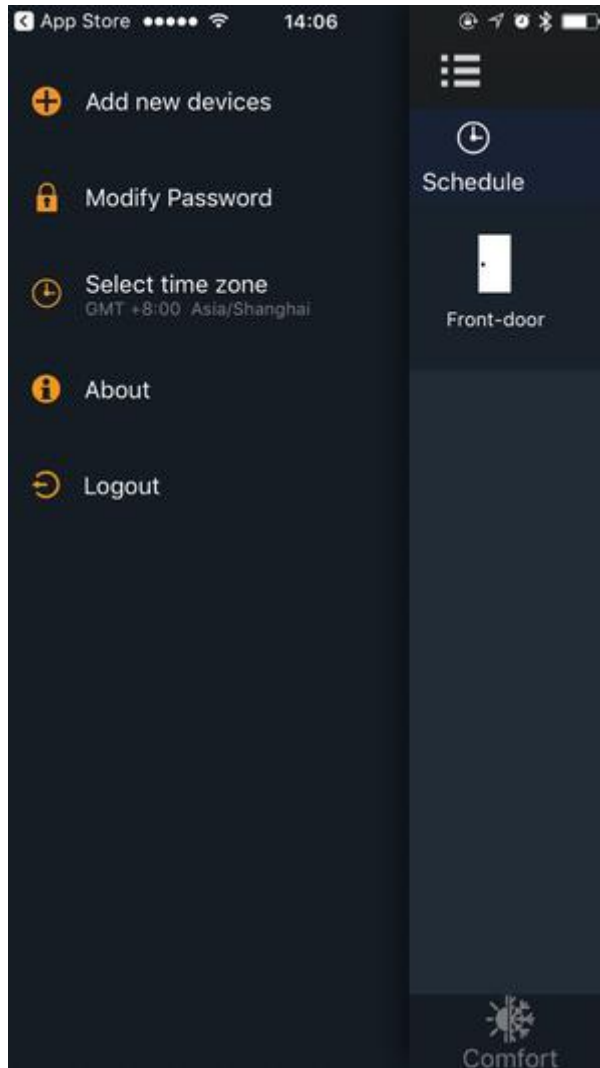 App Store
14:06
Add new devices
Modify Password
Select time zone
GMT +8:00 Asia/Shanghai
About
Logout
Schedule
Front-door
Comfort